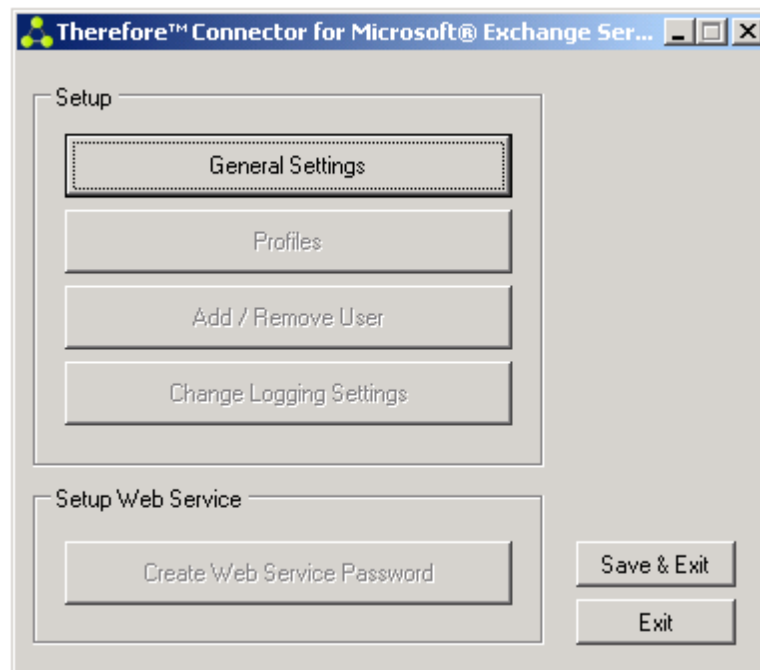 Therefore™ Connector for Microsoft® Exchange Ser...
Setup
General Settings
Profiles
Add / Remove User
Change Logging Settings
Setup Web Service
Create Web Service Password
Save & Exit
Exit